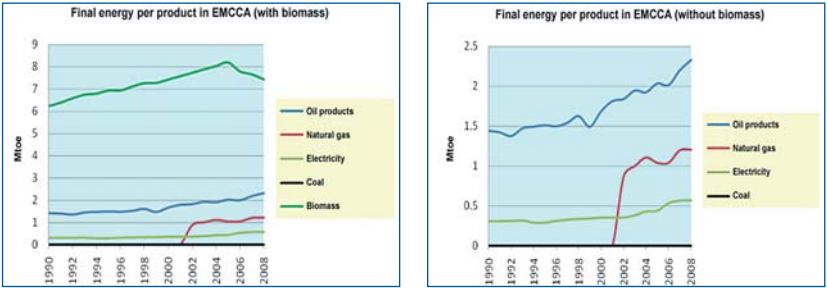 Final energy per product in EMCCA (with biomass)
9
8
7
6
5
4
3
2
1
0
Mtoe
1990
1992
1994
1996
1998
2000
2002
2004
2006
2008
Oil products
Natural gas
Electricity
Coal
Biomass
Final energy per product in EMCCA (without biomass)
2.5
2
1.5
1
0.5
0
Mtoe
1990
1992
1994
1996
1998
2000
2002
2004
2006
2008
Oil products
Natural gas
Electricity
Coal